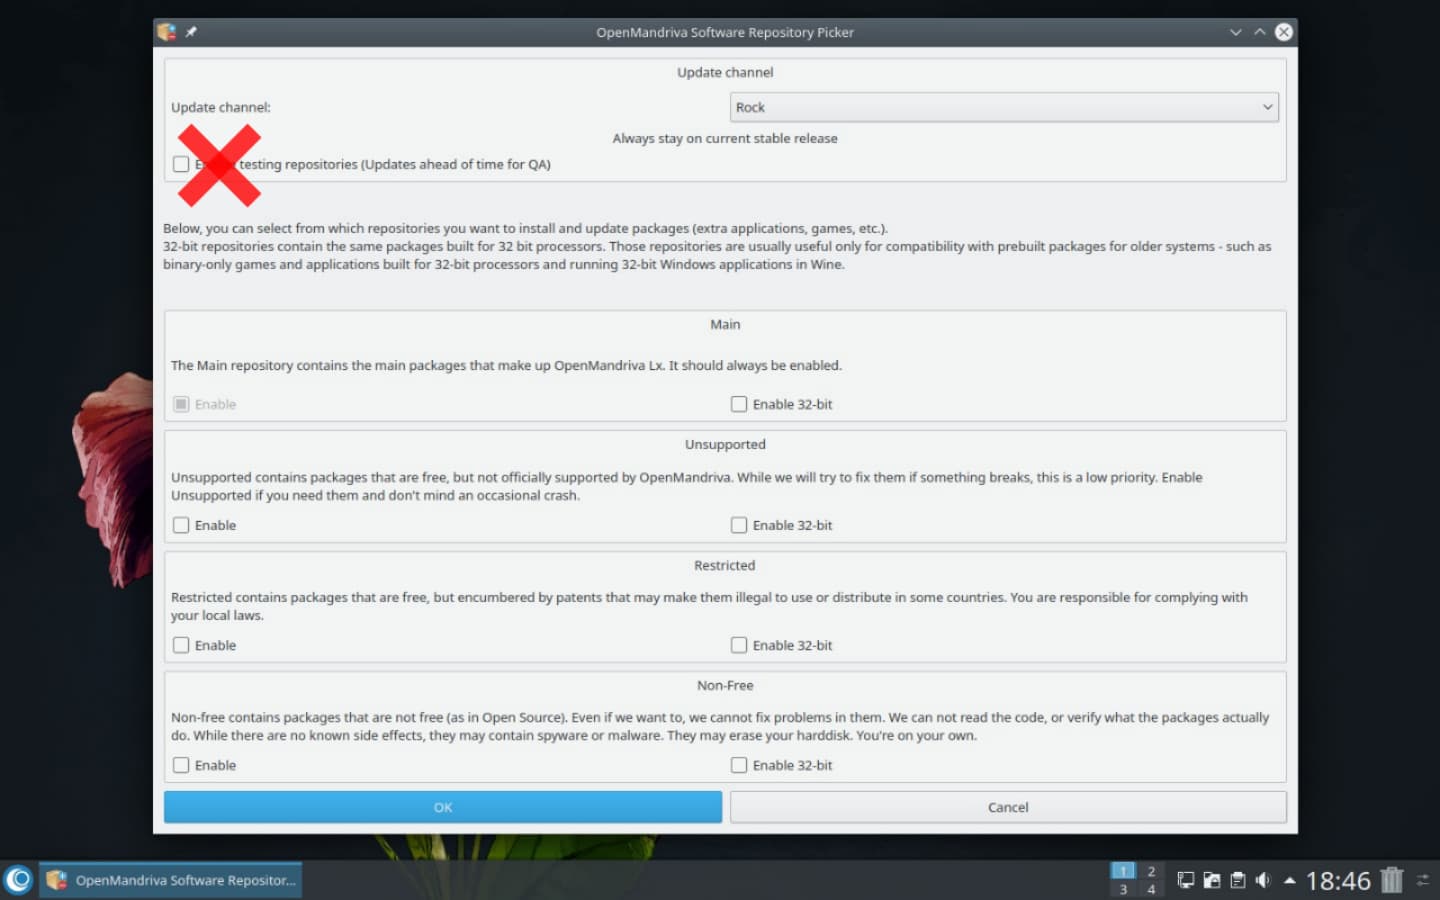 OpenMandriva Software Repository Picker
Update channel
Update channel:
Rock
Always stay on current stable release
testing repositories (Updates ahead of time for QA)
Below, you can select from which repositories you want to install and update packages (extra applications, games, etc.).
32-bit repositories contain the same packages built for 32 bit processors. Those repositories are usually useful only for compatibility with prebuilt packages for older systems - such as
binary-only games and applications built for 32-bit processors and running 32-bit Windows applications in Wine.
Main
The Main repository contains the main packages that make up OpenMandriva Lx. It should always be enabled.
Enable
Enable 32-bit
Unsupported
Unsupported contains packages that are free, but not officially supported by OpenMandriva. While we will try to fix them if something breaks, this is a low priority. Enable
Unsupported if you need them and don't mind an occasional crash.
Enable
Enable 32-bit
Restricted
Restricted contains packages that are free, but encumbered by patents that may make them illegal to use or distribute in some countries. You are responsible for complying with
your local laws.
Enable
Enable 32-bit
Non-Free
Non-free contains packages that are not free (as in Open Source). Even if we want to, we cannot fix problems in them. We can not read the code, or verify what the packages actually
do. While there are no known side effects, they may contain spyware or malware. They may erase your harddisk. You're on your own.
Enable
Enable 32-bit
OK
Cancel
OpenMandriva Software Repositor...
1 2
3 4
18:46